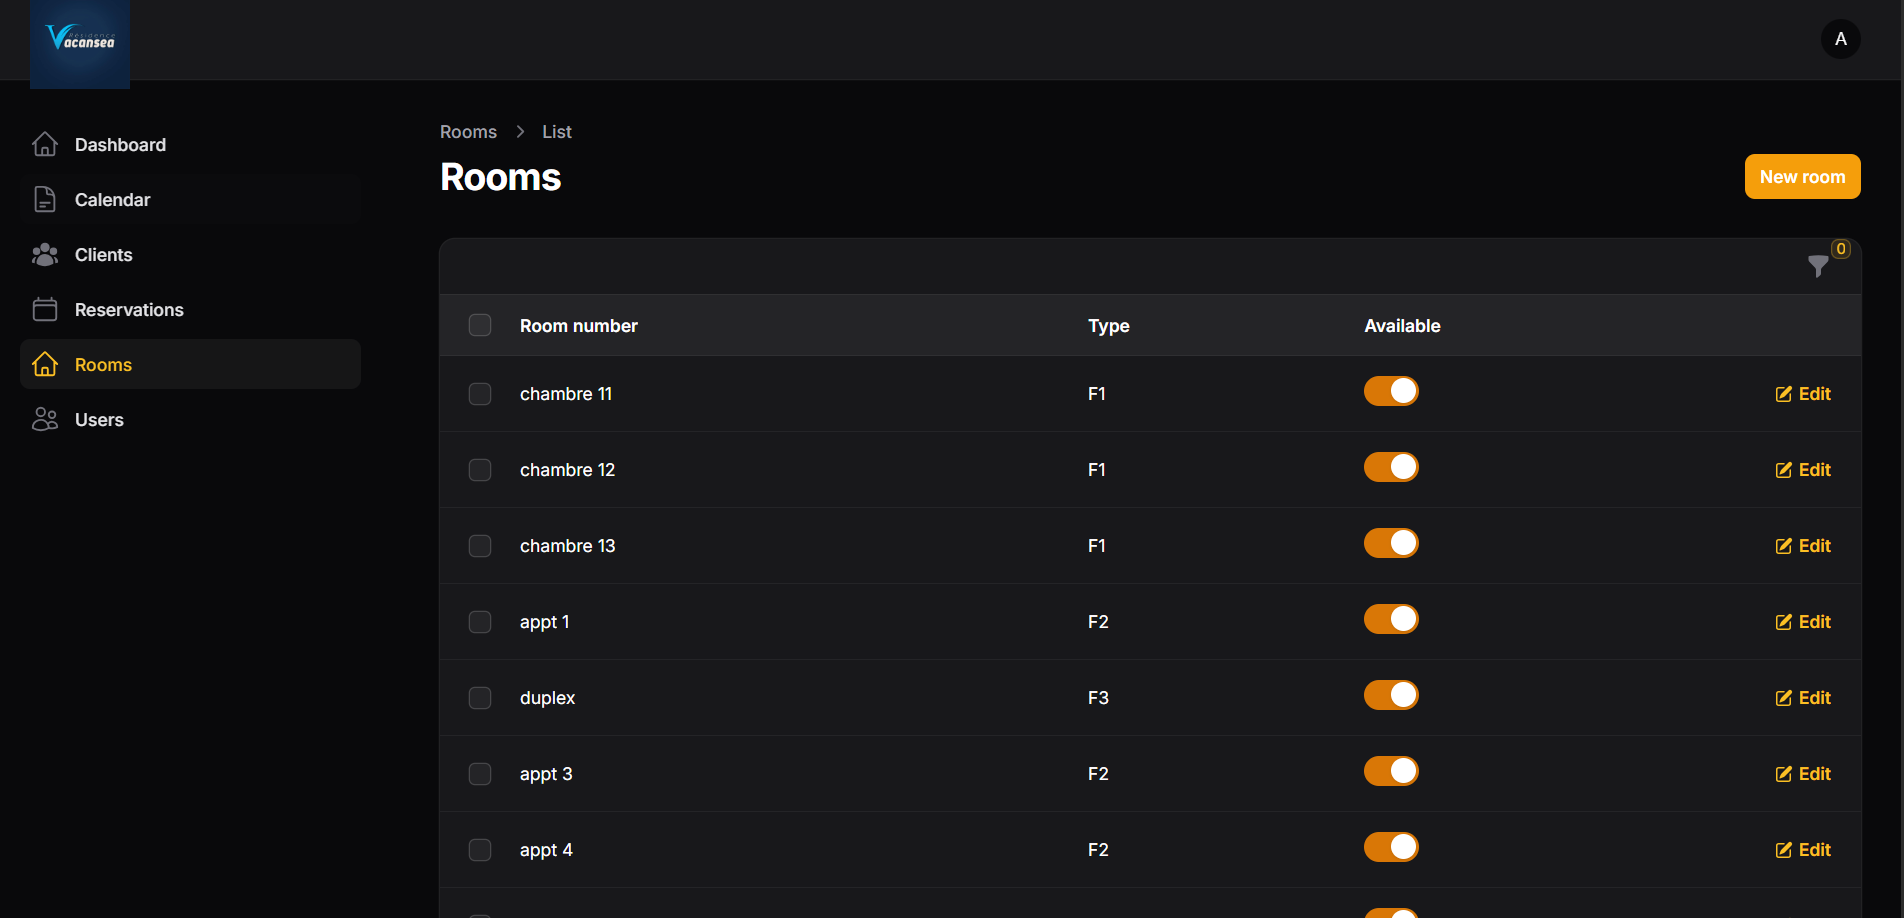 Résidence
Vacansea
A
Dashboard
Calendar
Clients
Reservations
Rooms
Users
Rooms > List
Rooms
New room
0
Room number Type Available
chambre 11 F1 Edit
chambre 12 F1 Edit
chambre 13 F1 Edit
appt 1 F2 Edit
duplex F3 Edit
appt 3 F2 Edit
appt 4 F2 Edit